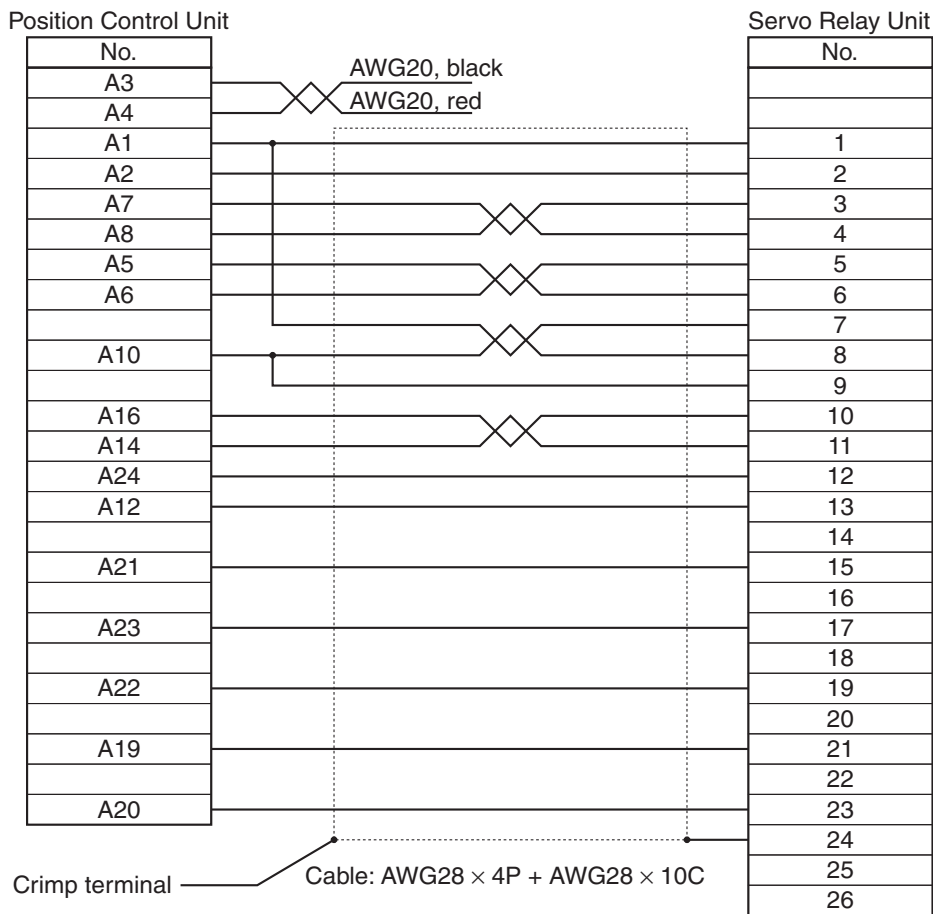 Position Control Unit Servo Relay Unit
No. No.
A3 AWG20, black
A4 AWG20, red
A1 1
A2 2
A7 3
A8 4
A5 5
A6 6
7
A10 8
9
A16 10
A14 11
A24 12
A12 13
14
A21 15
16
A23 17
18
A22 19
20
A19 21
22
A20 23
24
Crimp terminal Cable: AWG28 × 4P + AWG28 × 10C 25
26